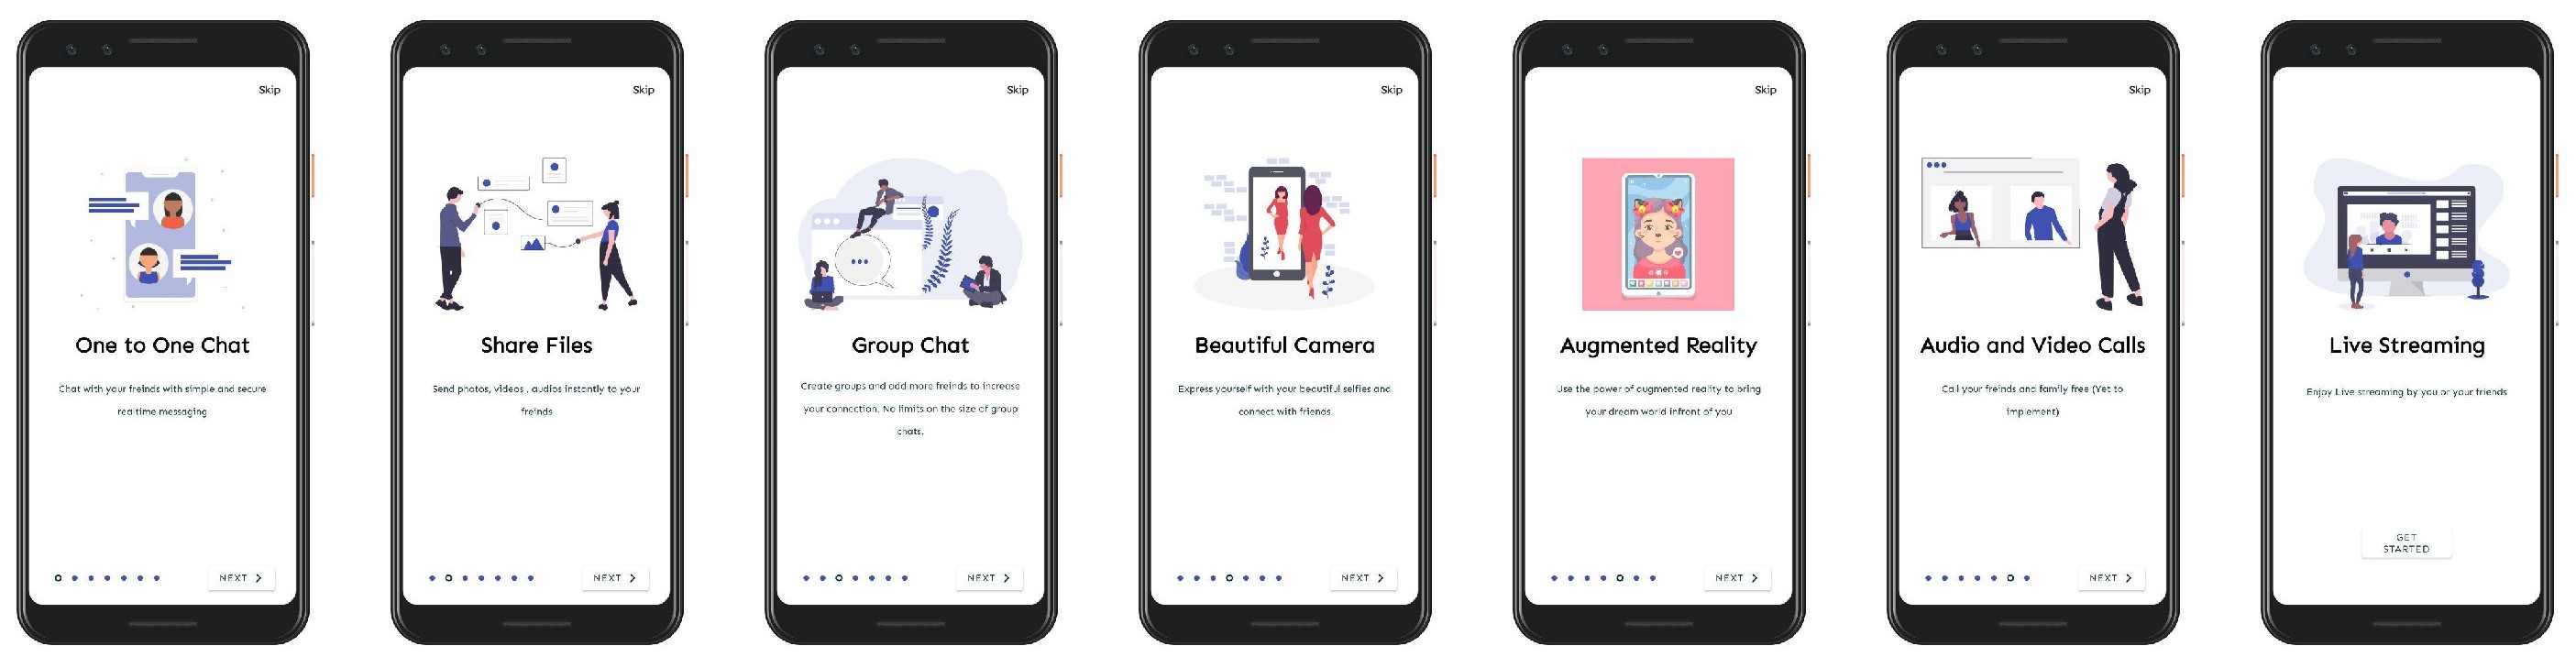 Skip
One to One Chat
Chat with your freinds with simple and secure
realtime messaging
NEXT
Skip
Share Files
Send photos, videos , audios instantly to your
freinds
NEXT
Skip
Group Chat
Create groups and add more freinds to increase
your connection. No limits on the size of group
chats.
NEXT
Skip
Beautiful Camera
Express yourself with your beautiful selfies and
connect with friends
NEXT
Skip
Augmented Reality
Use the power of augmented reality to bring
your dream world infront of you
NEXT
Skip
Audio and Video Calls
Call your freinds and family free (Yet to
implement)
NEXT
Live Streaming
Enjoy Live streaming by you or your friends
GET
STARTED